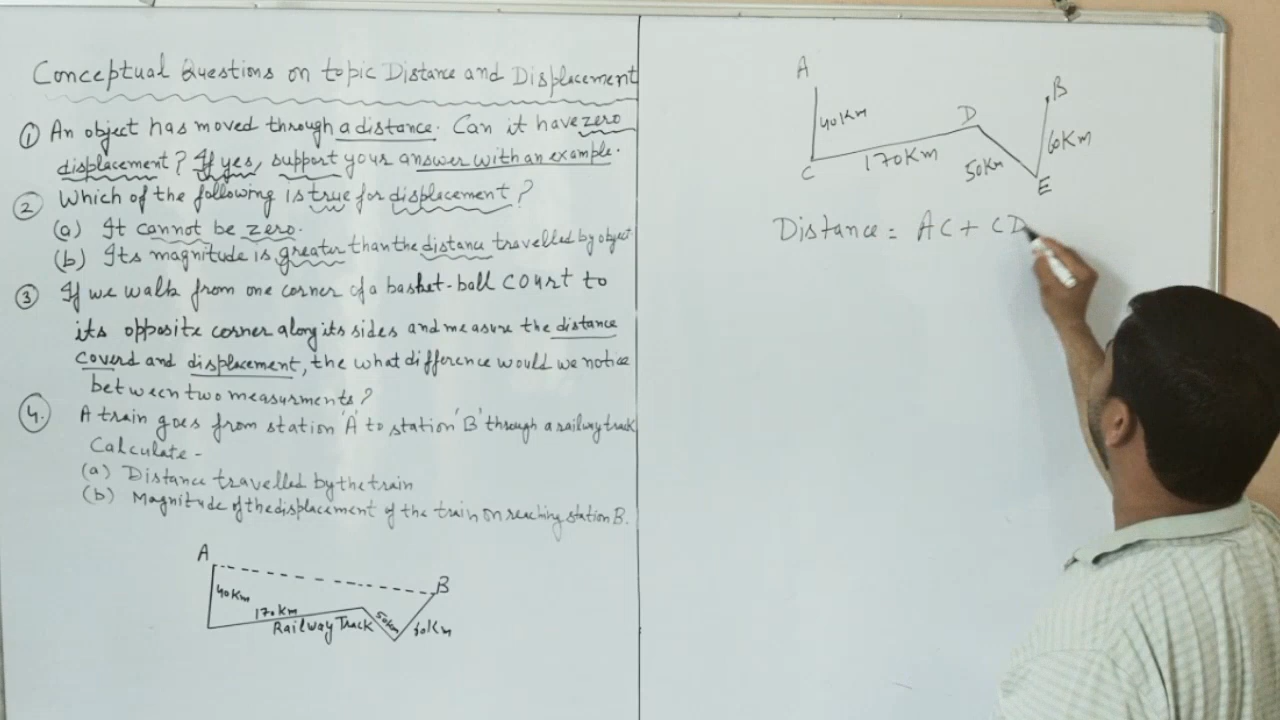 Conceptual Questions on topic Distance and Displacement
① An object has moved through a distance. Can it have zero
displacement? If yes, support your answer with an example.
② Which of the following is true for displacement?
(a) It cannot be zero.
(b) Its magnitude is greater than the distance travelled by object.
③ If we walk from one corner of a basket-ball court to
its opposite corner along its sides and measure the distance
coverd and displacement, the what difference would we notice
between two measurments?
④. A train goes from station 'A' to station 'B' through a railway track
Calculate -
(a) Distance travelled by the train
(b) Magnitude of the displacement of the train on reaching station B.
A
B
40Km
170Km
50Km
60Km
Railway Track
A
B
40Km
D
170Km
50Km
60Km
C
E
Distance = AC + CD